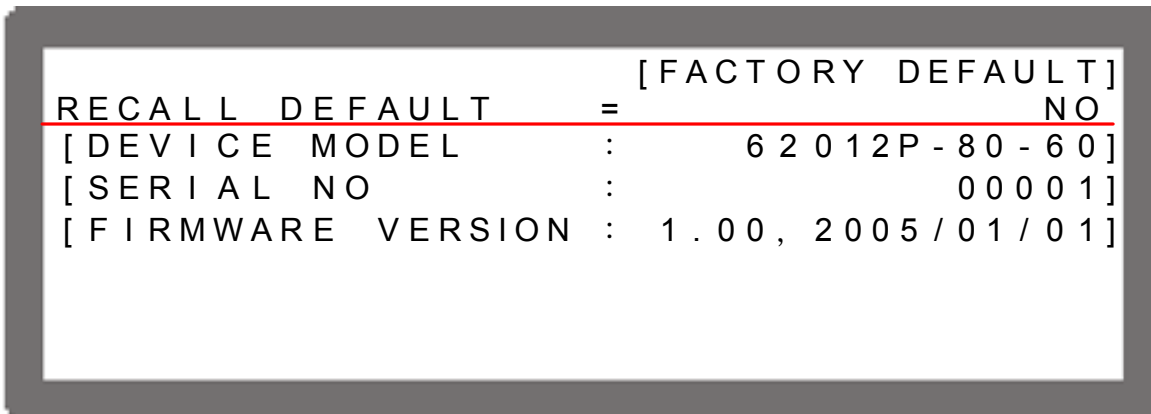 [FACTORY DEFAULT]
RECALL DEFAULT = NO
[DEVICE MODEL : 62012P-80-60]
[SERIAL NO : 00001]
[FIRMWARE VERSION : 1.00, 2005/01/01]